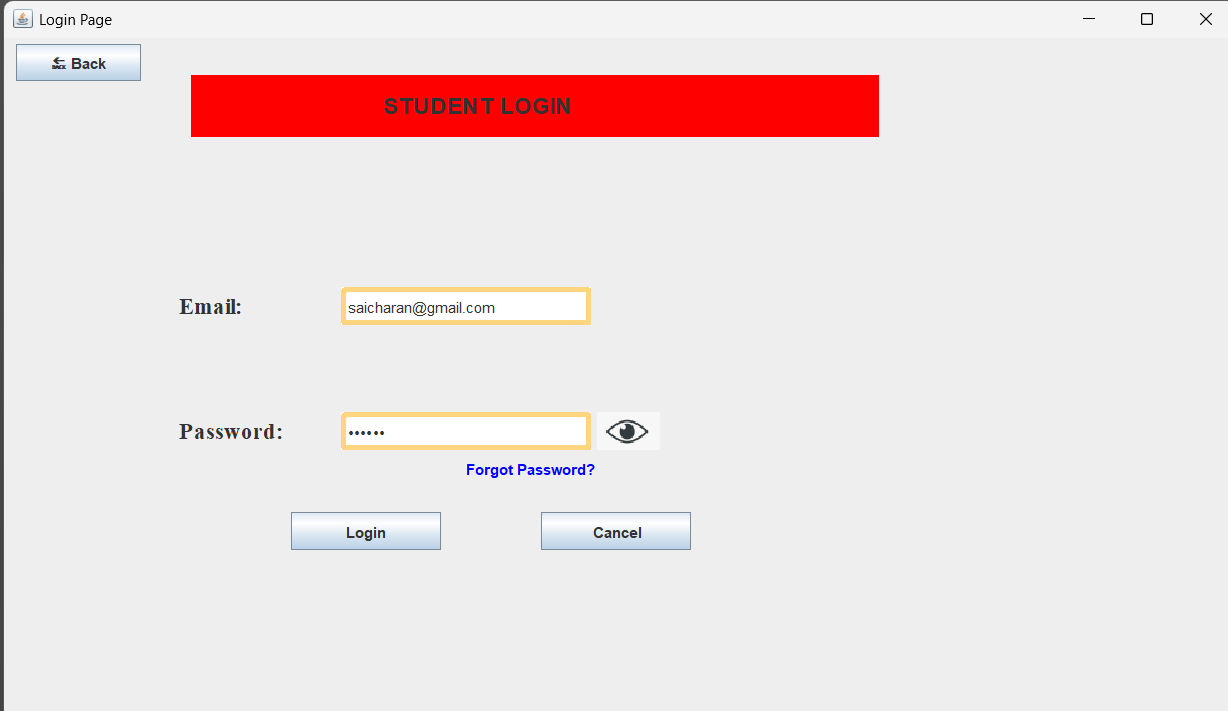 Login Page
Back
STUDENT LOGIN
Email:
saicharan@gmail.com
Password:
••••••
Forgot Password?
Login
Cancel